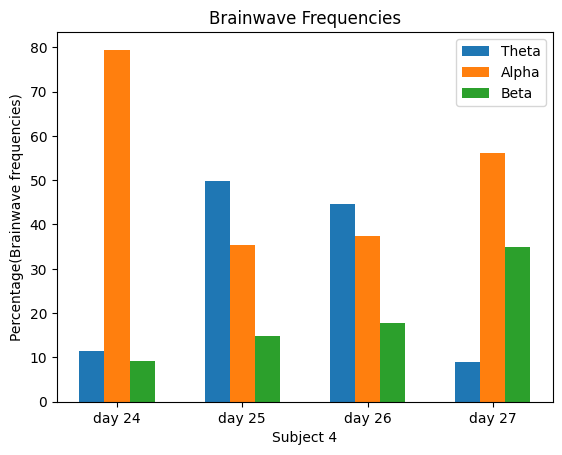 Brainwave Frequencies
Theta
Alpha
Beta
Percentage(Brainwave frequencies)
80
70
60
50
40
30
20
10
0
day 24 day 25 day 26 day 27
Subject 4